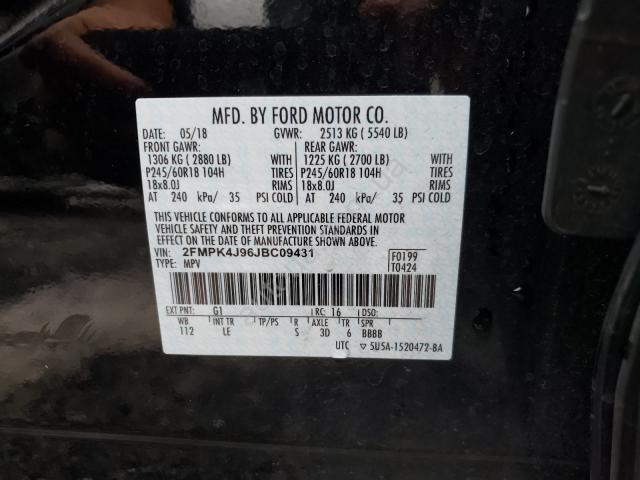 MFD. BY FORD MOTOR CO.
DATE: 05/18 GVWR: 2513 KG ( 5540 LB)
FRONT GAWR: REAR GAWR:
1306 KG ( 2880 LB) WITH 1225 KG ( 2700 LB) WITH
P245/60R18 104H TIRES P245/60R18 104H TIRES
18x8.0J RIMS 18x8.0J RIMS
AT 240 kPa/ 35 PSI COLD AT 240 kPa/ 35 PSI COLD
THIS VEHICLE CONFORMS TO ALL APPLICABLE FEDERAL MOTOR
VEHICLE SAFETY AND BUMPER AND THEFT PREVENTION STANDARDS IN
EFFECT ON THE DATE OF MANUFACTURE SHOWN ABOVE.
VIN: 2FMPK4J96JBC09431 F0199
TYPE: MPV T0424
EXT PNT: G1 RC: 16 DSO:
WB INT TR TP/PS R AXLE TR SPR
112 LE S 3D 6 BBBB
UTC ▽ 5U5A-1520472-BA